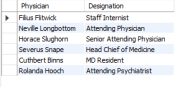 Physician Designation
Filius Flitwick Staff Internist
Neville Longbottom Attending Physician
Horace Slughorn Senior Attending Physician
Severus Snape Head Chief of Medicine
Cuthbert Binns MD Resident
Rolanda Hooch Attending Psychiatrist